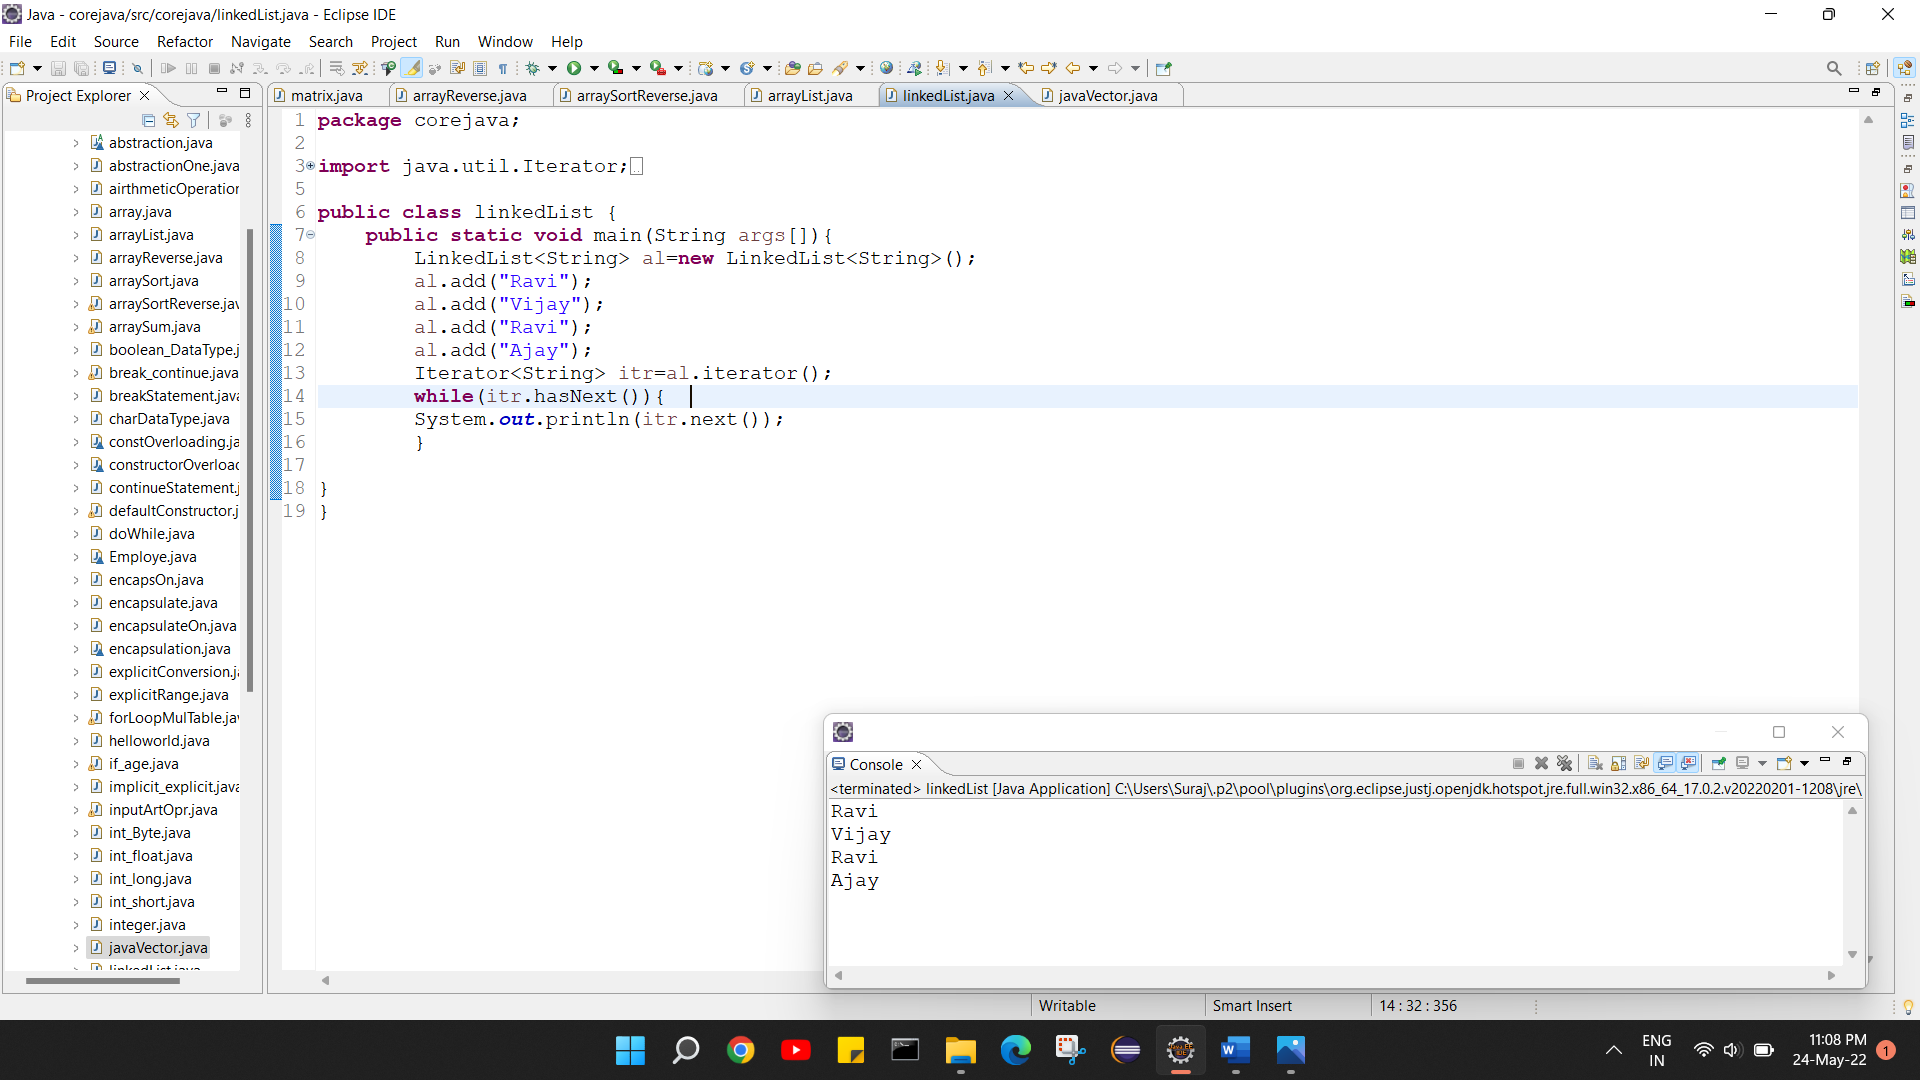 Java - corejava/src/corejava/linkedList.java - Eclipse IDE
File Edit Source Refactor Navigate Search Project Run Window Help
Project Explorer
matrix.java arrayReverse.java arraySortReverse.java arrayList.java linkedList.java javaVector.java
abstraction.java
abstractionOne.java
airthmeticOperation
array.java
arrayList.java
arrayReverse.java
arraySort.java
arraySortReverse.jav
arraySum.java
boolean_DataType.j
break_continue.java
breakStatement.java
charDataType.java
constOverloading.ja
constructorOverload
continueStatement.j
defaultConstructor.j
doWhile.java
Employe.java
encapsOn.java
encapsulate.java
encapsulateOn.java
encapsulation.java
explicitConversion.ja
explicitRange.java
forLoopMulTable.jav
helloworld.java
if_age.java
implicit_explicit.java
inputArtOpr.java
int_Byte.java
int_float.java
int_long.java
int_short.java
integer.java
javaVector.java
linkedList.java
1 package corejava;
2
3 import java.util.Iterator;
5
6 public class linkedList {
7 public static void main(String args[]){
8 LinkedList<String> al=new LinkedList<String>();
9 al.add("Ravi");
10 al.add("Vijay");
11 al.add("Ravi");
12 al.add("Ajay");
13 Iterator<String> itr=al.iterator();
14 while(itr.hasNext()){
15 System.out.println(itr.next());
16 }
17
18 }
19 }
Console
<terminated> linkedList [Java Application] C:\Users\Suraj\.p2\pool\plugins\org.eclipse.justj.openjdk.hotspot.jre.full.win32.x86_64_17.0.2.v20220201-1208\jre\
Ravi
Vijay
Ravi
Ajay
Writable Smart Insert 14 : 32 : 356
ENG
IN
11:08 PM
24-May-22
1